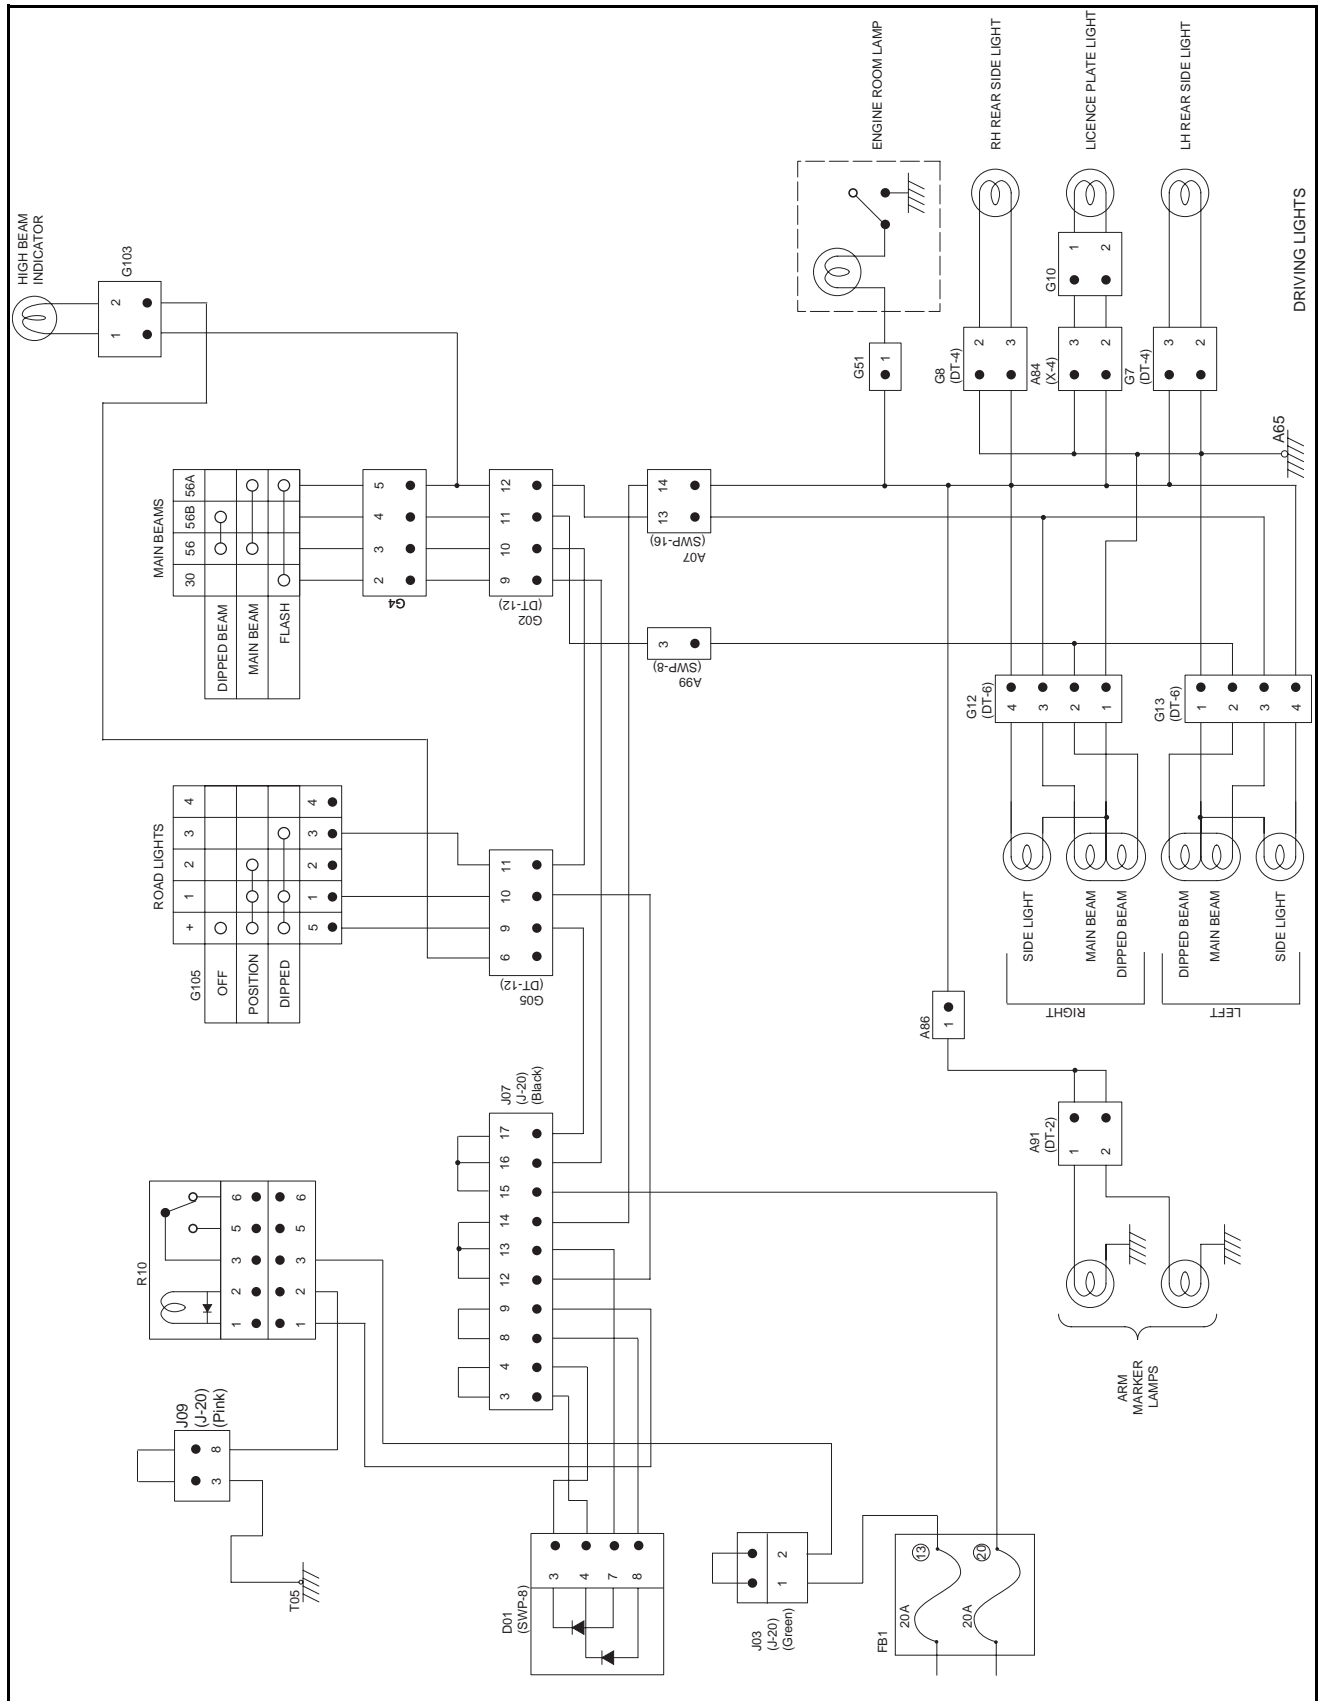 HIGH BEAM
INDICATOR
G103
1
2
MAIN BEAMS
30
56
56B
56A
DIPPED BEAM
MAIN BEAM
FLASH
G4
2
3
4
5
G02
(DT-12)
9
10
11
12
ROAD LIGHTS
G105
+
1
2
3
4
OFF
POSITION
DIPPED
5
1
2
3
4
G05
(DT-12)
6
9
10
11
R10
1
2
3
5
6
1
2
3
5
6
J09
(J-20)
(Pink)
3
8
T05
J07
(J-20)
(Black)
3
4
8
9
12
13
14
15
16
17
D01
(SWP-8)
3
4
7
8
J03
(J-20)
(Green)
1
2
FB1
20A
13
20A
20
A99
(SWP-8)
3
A07
(SWP-16)
13
14
ENGINE ROOM LAMP
G51
1
RH REAR SIDE LIGHT
G8
(DT-4)
2
3
LICENCE PLATE LIGHT
G10
1
2
A84
(X-4)
3
2
LH REAR SIDE LIGHT
G7
(DT-4)
3
2
A65
G12
(DT-6)
4
3
2
1
G13
(DT-6)
1
2
3
4
SIDE LIGHT
MAIN BEAM
DIPPED BEAM
RIGHT
DIPPED BEAM
MAIN BEAM
SIDE LIGHT
LEFT
A86
1
A91
(DT-2)
1
2
ARM
MARKER
LAMPS
DRIVING LIGHTS